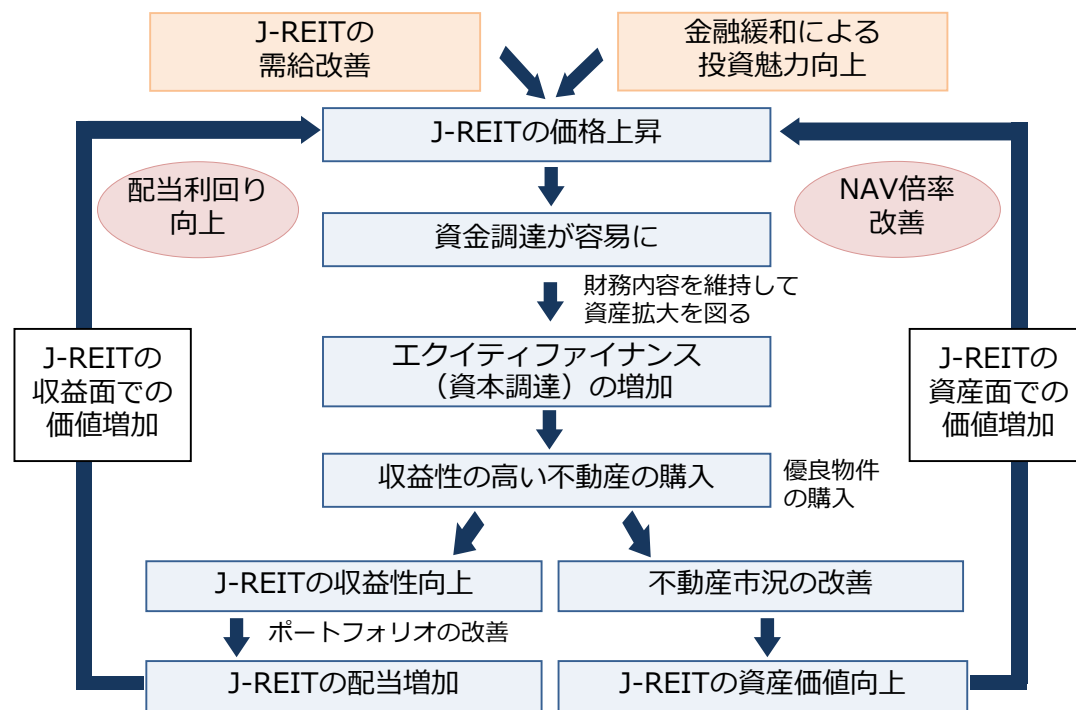 J-REITの
需給改善
金融緩和による
投資魅力向上
J-REITの価格上昇
配当利回り
向上
NAV倍率
改善
資金調達が容易に
財務内容を維持して
資産拡大を図る
J-REITの
収益面での
価値増加
エクイティファイナンス
（資本調達）の増加
J-REITの
資産面での
価値増加
収益性の高い不動産の購入
優良物件
の購入
J-REITの収益性向上
不動産市況の改善
ポートフォリオの改善
J-REITの配当増加
J-REITの資産価値向上